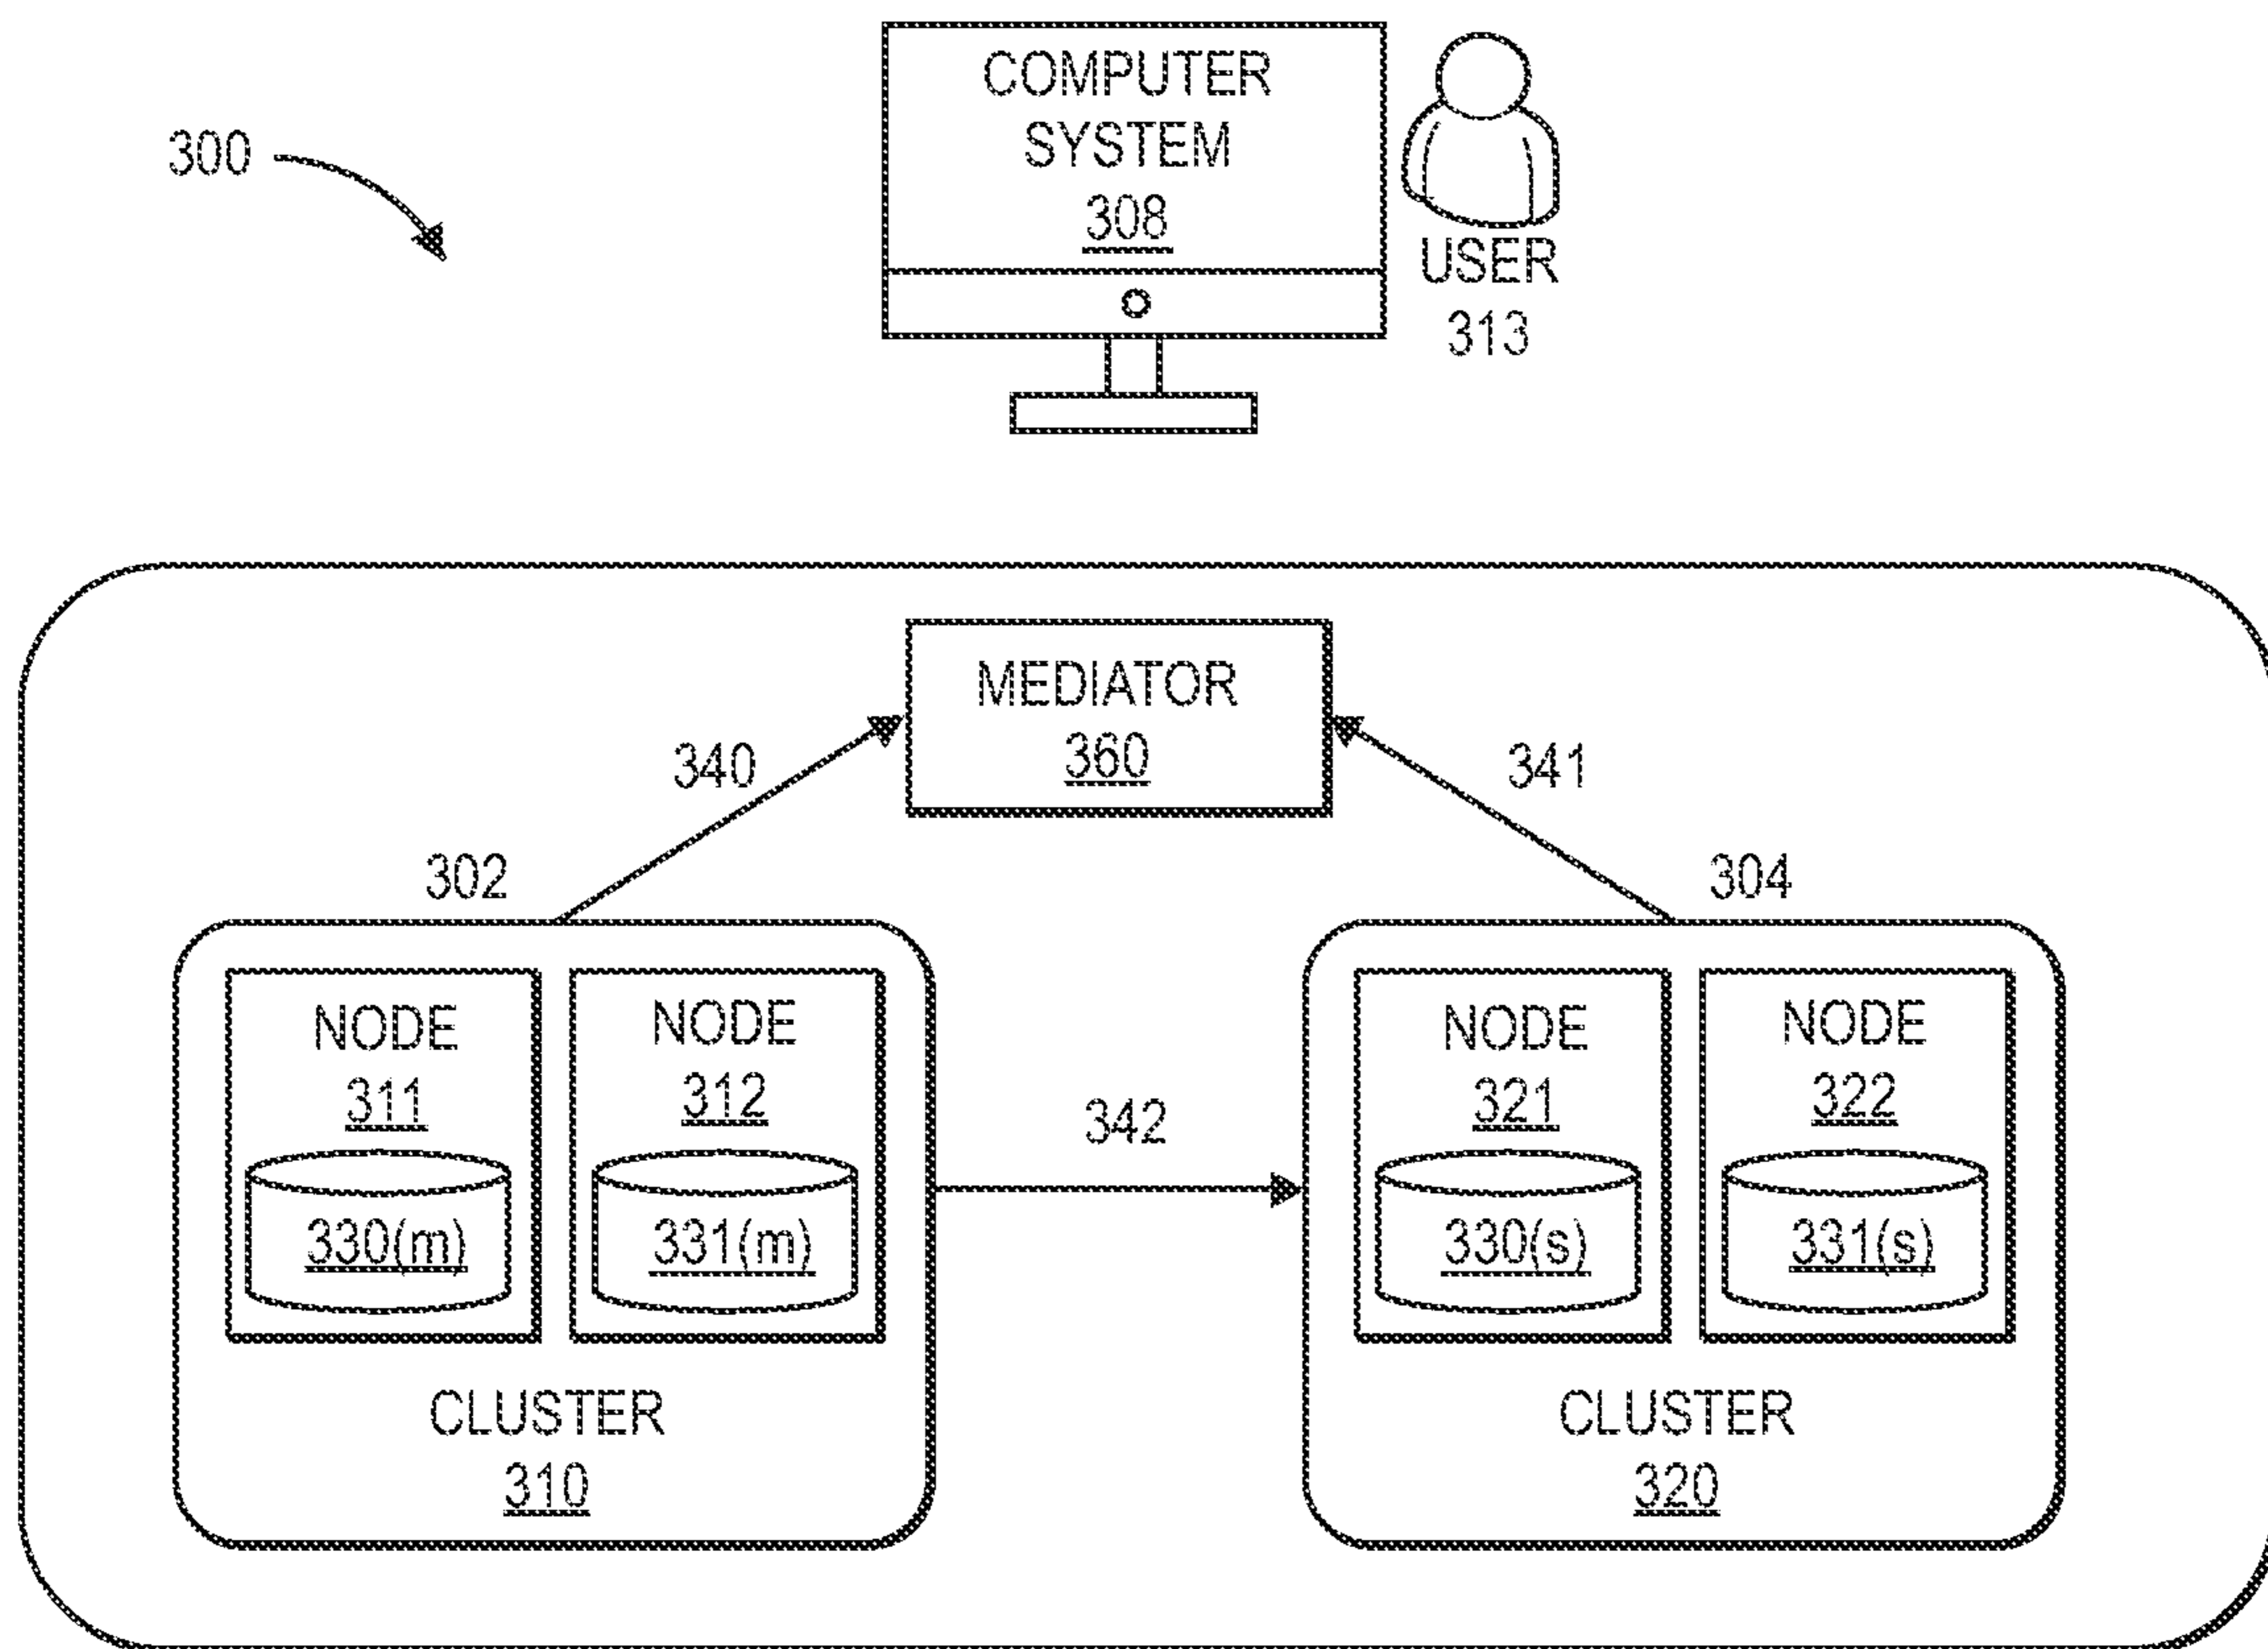 COMPUTER
SYSTEM
308
300
USER
313
MEDIATOR
360
340
341
302
304
NODE
311
330(m)
NODE
312
331(m)
CLUSTER
310
342
NODE
321
330(s)
NODE
322
331(s)
CLUSTER
320